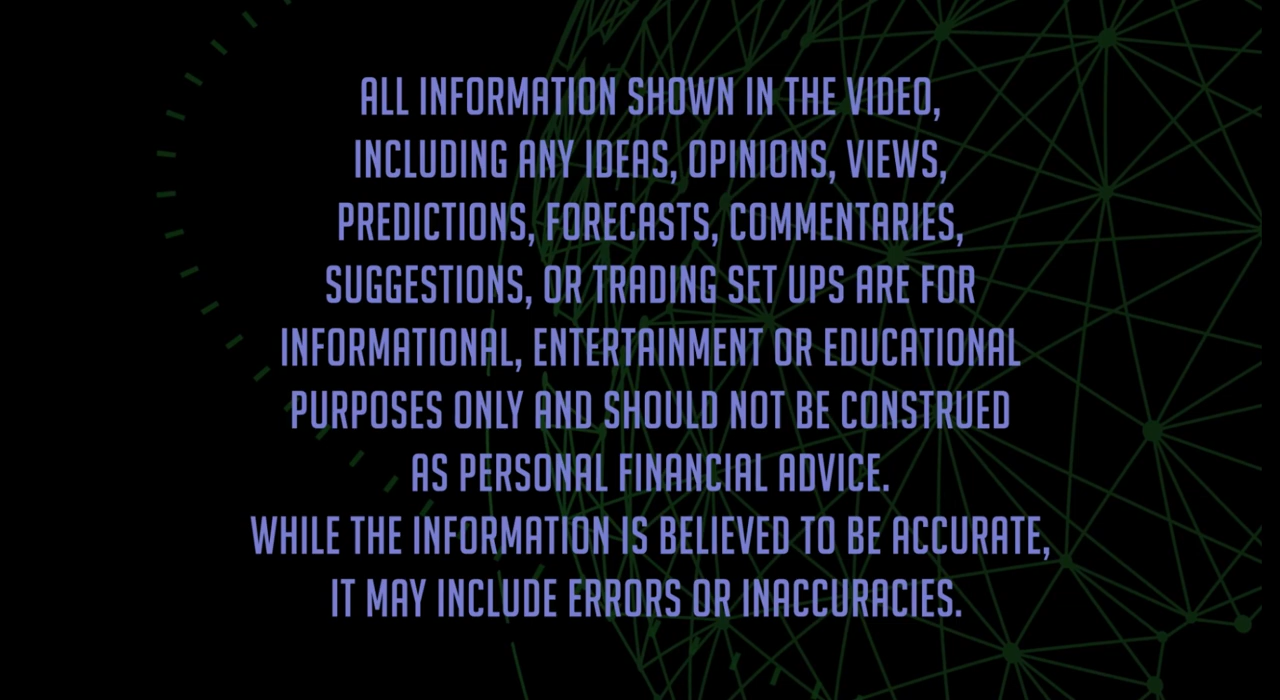 ALL INFORMATION SHOWN IN THE VIDEO,
INCLUDING ANY IDEAS, OPINIONS, VIEWS,
PREDICTIONS, FORECASTS, COMMENTARIES,
SUGGESTIONS, OR TRADING SET UPS ARE FOR
INFORMATIONAL, ENTERTAINMENT OR EDUCATIONAL
PURPOSES ONLY AND SHOULD NOT BE CONSTRUED
AS PERSONAL FINANCIAL ADVICE.
WHILE THE INFORMATION IS BELIEVED TO BE ACCURATE,
IT MAY INCLUDE ERRORS OR INACCURACIES.